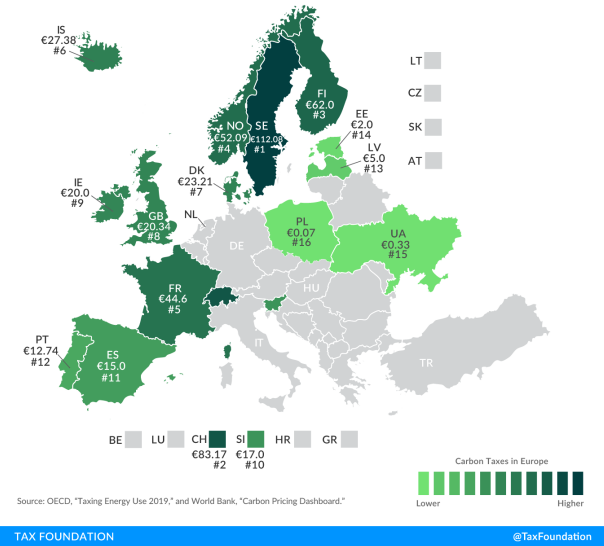 IS
€27.38
#6
LT
CZ
SK
AT
FI
€62.0
#3
NO
€52.09
#4
SE
€112.08
#1
EE
€2.0
#14
LV
€5.0
#13
DK
€23.21
#7
IE
€20.0
#9
GB
€20.34
#8
NL
DE
PL
€0.07
#16
UA
€0.33
#15
FR
€44.6
#5
HU
PT
€12.74
#12
ES
€15.0
#11
IT
TR
BE LU CH SI HR GR
€83.17 €17.0
#2 #10
Carbon Taxes in Europe
Lower Higher
Source: OECD, "Taxing Energy Use 2019," and World Bank, "Carbon Pricing Dashboard."
TAX FOUNDATION @TaxFoundation